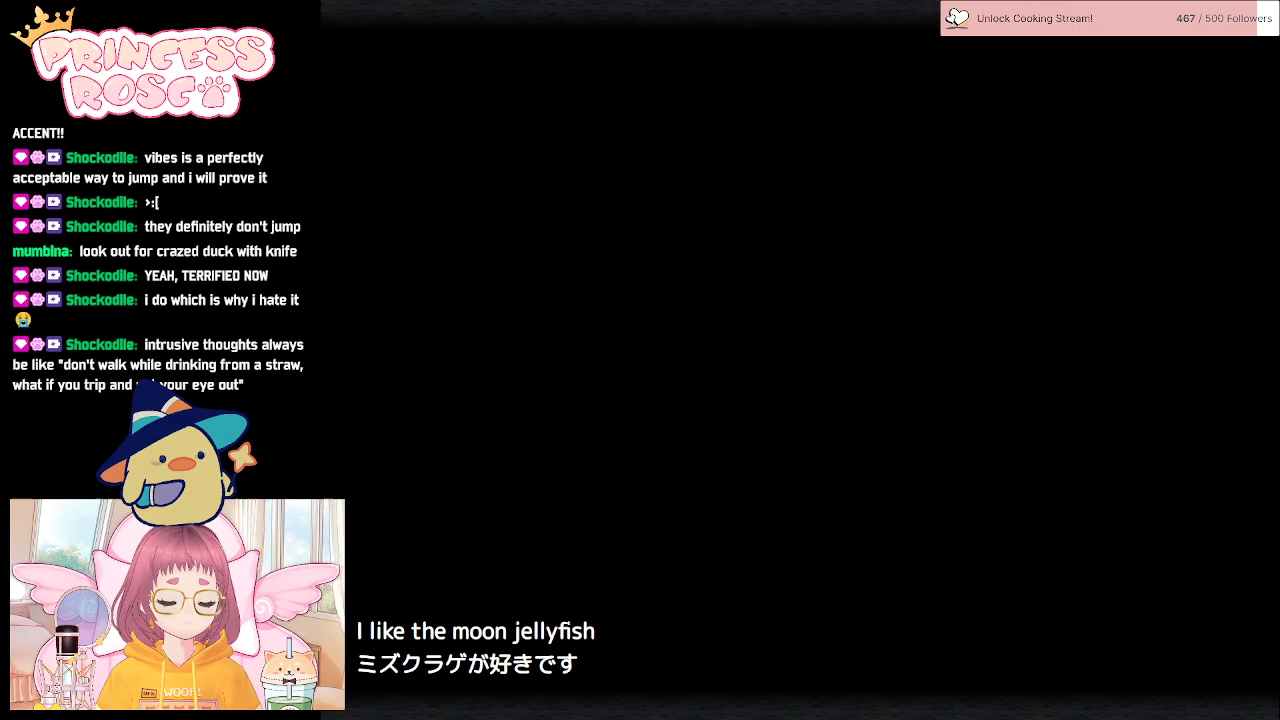 PRINCESS
ROSE
Unlock Cooking Stream!
467 / 500 Followers
ACCENT!!
Shockodile: vibes is a perfectly
acceptable way to jump and i will prove it
Shockodile: >:[
Shockodile: they definitely don't jump
mumbina: look out for crazed duck with knife
Shockodile: YEAH, TERRIFIED NOW
Shockodile: i do which is why i hate it
Shockodile: intrusive thoughts always
be like "don't walk while drinking from a straw,
what if you trip and your eye out"
WOOF!
I like the moon jellyfish
ミズクラゲが好きです